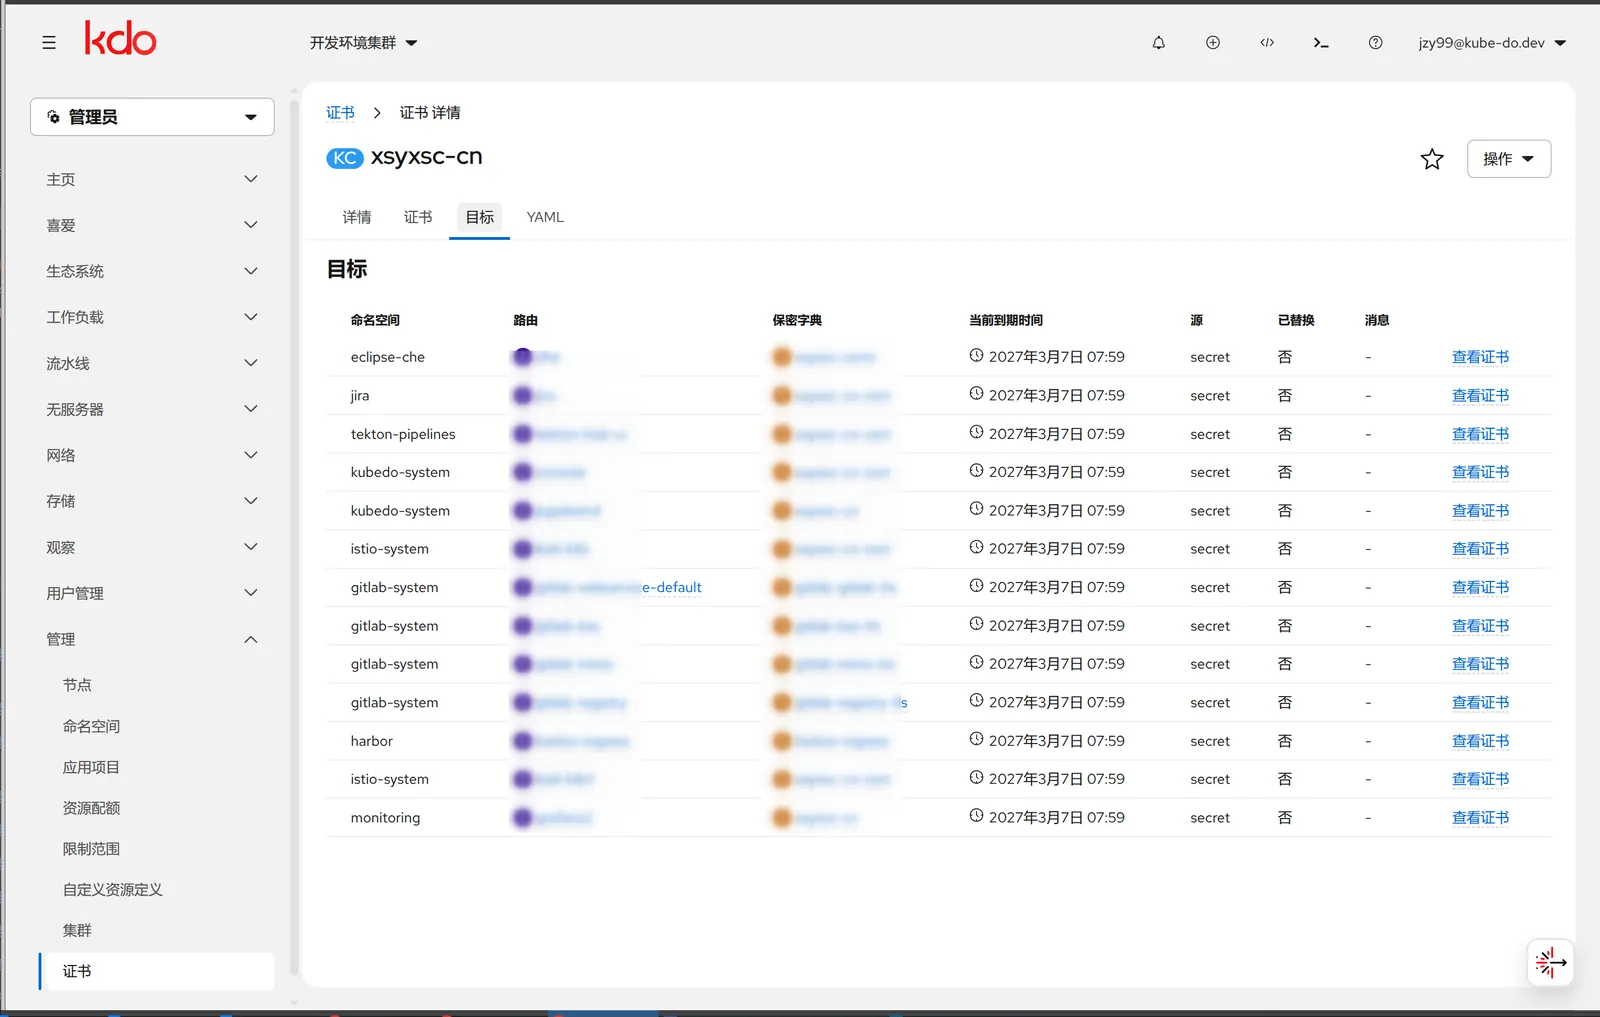 kdo
开发环境集群
jzy99@kube-do.dev
管理员
主页
喜爱
生态系统
工作负载
流水线
无服务器
网络
存储
观察
用户管理
管理
节点
命名空间
应用项目
资源配额
限制范围
自定义资源定义
集群
证书
证书 > 证书 详情
KC xsyxsc-cn
操作
详情 证书 目标 YAML
目标
命名空间 路由 保密字典 当前到期时间 源 已替换 消息
eclipse-che 2027年3月7日 07:59 secret 否 - 查看证书
jira 2027年3月7日 07:59 secret 否 - 查看证书
tekton-pipelines 2027年3月7日 07:59 secret 否 - 查看证书
kubedo-system 2027年3月7日 07:59 secret 否 - 查看证书
kubedo-system 2027年3月7日 07:59 secret 否 - 查看证书
istio-system 2027年3月7日 07:59 secret 否 - 查看证书
gitlab-system e-default 2027年3月7日 07:59 secret 否 - 查看证书
gitlab-system 2027年3月7日 07:59 secret 否 - 查看证书
gitlab-system 2027年3月7日 07:59 secret 否 - 查看证书
gitlab-system 2027年3月7日 07:59 secret 否 - 查看证书
harbor 2027年3月7日 07:59 secret 否 - 查看证书
istio-system 2027年3月7日 07:59 secret 否 - 查看证书
monitoring 2027年3月7日 07:59 secret 否 - 查看证书